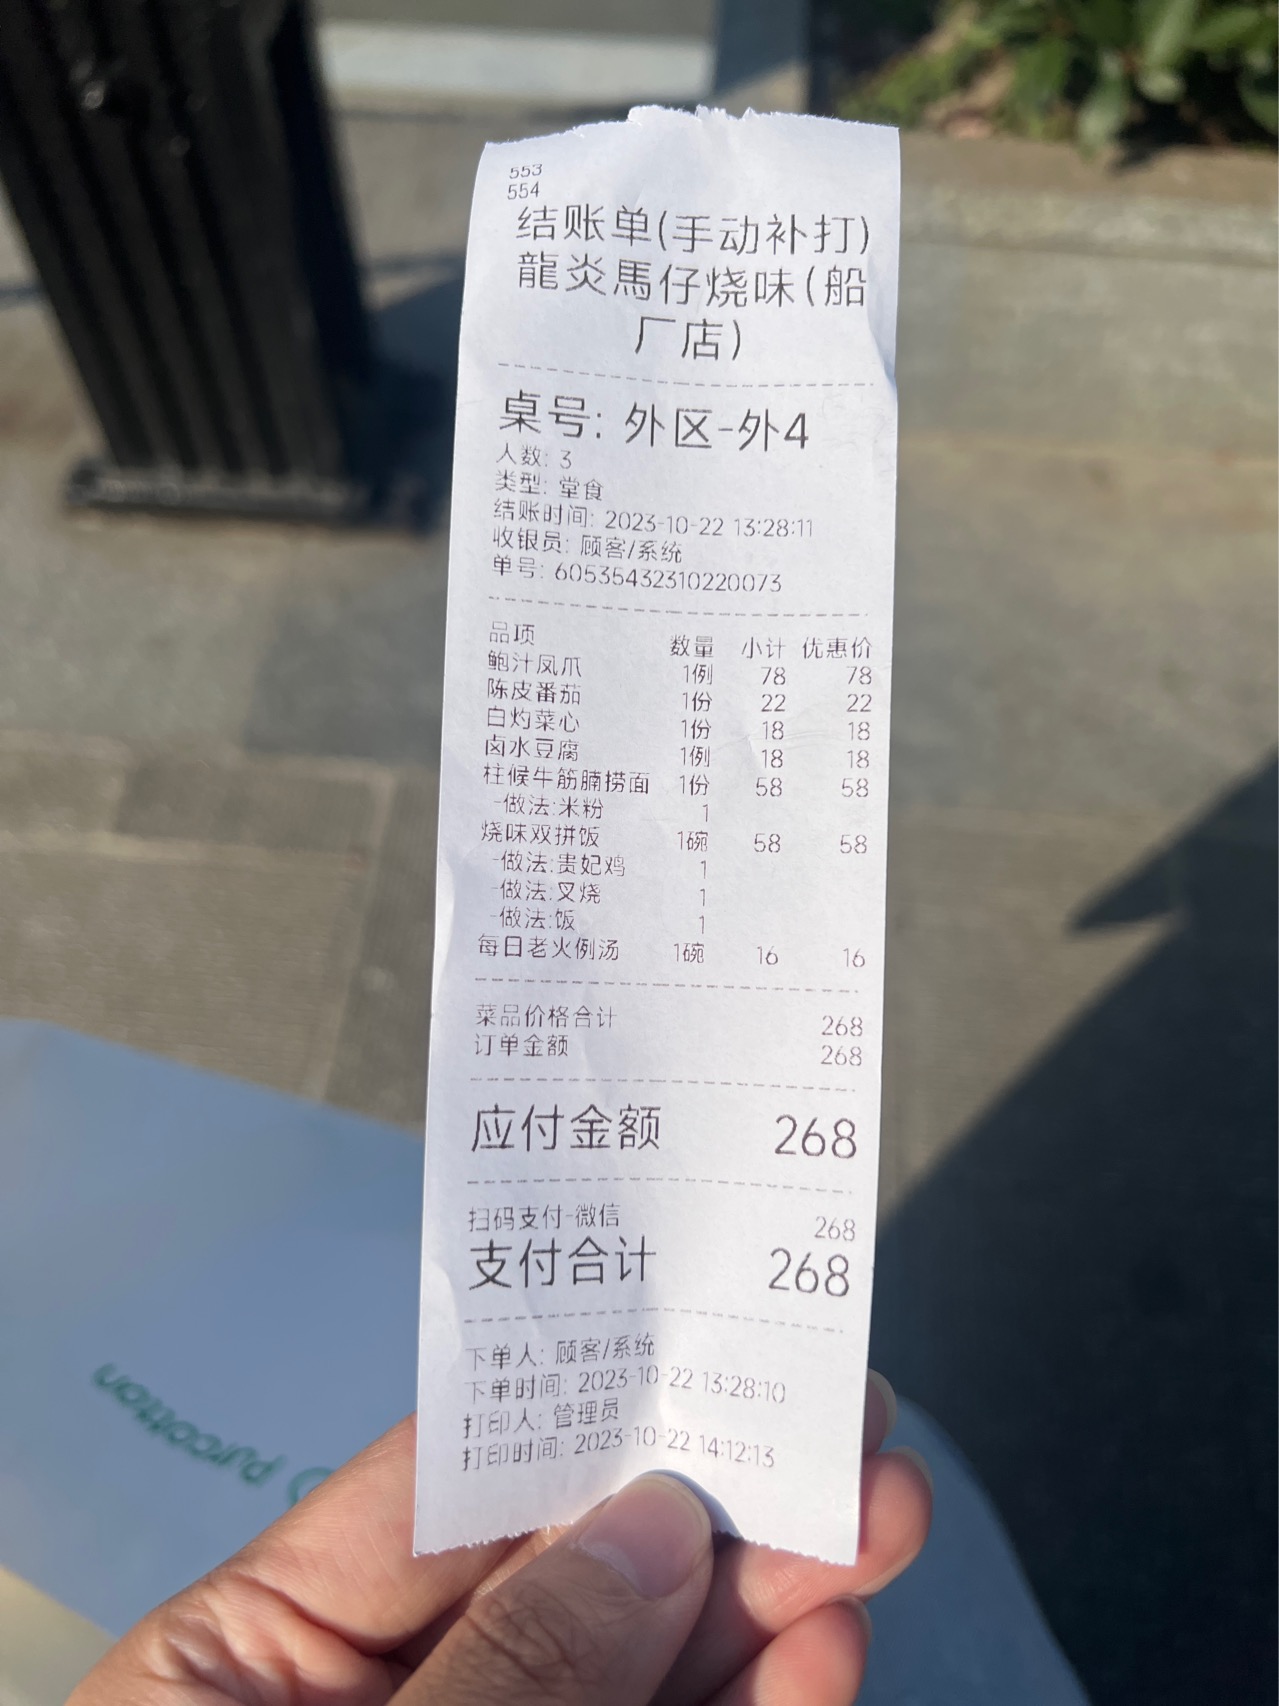 553
554
结账单(手动补打)
龍炎馬仔烧味(船
厂店)
桌号: 外区-外4
人数: 3
类型: 堂食
结账时间: 2023-10-22 13:28:11
收银员: 顾客/系统
单号: 60535432310220073
品项 数量 小计 优惠价
鲍汁凤爪 1例 78 78
陈皮番茄 1份 22 22
白灼菜心 1份 18 18
卤水豆腐 1例 18 18
柱候牛筋腩捞面 1份 58 58
-做法:米粉 1
烧味双拼饭 1碗 58 58
-做法:贵妃鸡 1
-做法:叉烧 1
-做法:饭 1
每日老火例汤 1碗 16 16
菜品价格合计 268
订单金额 268
应付金额 268
扫码支付-微信 268
支付合计 268
下单人: 顾客/系统
下单时间: 2023-10-22 13:28:10
打印人: 管理员
打印时间: 2023-10-22 14:12:13
purcotton